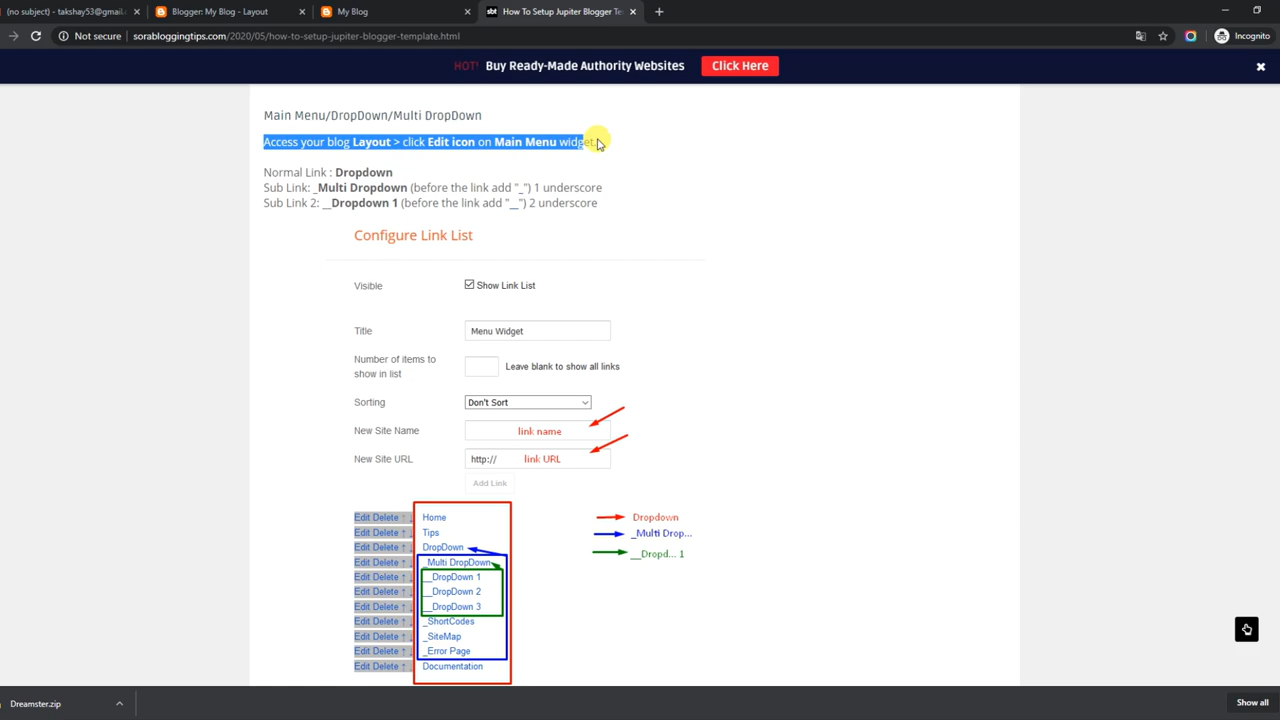 (no subject) - takshay53@gmail.
Blogger: My Blog - Layout
My Blog
sbt
How To Setup Jupiter Blogger Te
Not secure
sorabloggingtips.com/2020/05/how-to-setup-jupiter-blogger-template.html
Incognito
HOT! Buy Ready-Made Authority Websites
Click Here
Main Menu/DropDown/Multi DropDown
Access your blog Layout > click Edit icon on Main Menu widget.
Normal Link : Dropdown
Sub Link: _Multi Dropdown (before the link add "_") 1 underscore
Sub Link 2: __Dropdown 1 (before the link add "__") 2 underscore
Configure Link List
Visible
Show Link List
Title
Menu Widget
Number of items to
show in list
Leave blank to show all links
Sorting
Don't Sort
New Site Name
link name
New Site URL
http:// link URL
Add Link
Edit Delete ↑ ↓ Home
Edit Delete ↑ ↓ Tips
Edit Delete ↑ ↓ DropDown
Edit Delete ↑ ↓ _Multi DropDown
Edit Delete ↑ ↓ __DropDown 1
Edit Delete ↑ ↓ __DropDown 2
Edit Delete ↑ ↓ __DropDown 3
Edit Delete ↑ ↓ _ShortCodes
Edit Delete ↑ ↓ _SiteMap
Edit Delete ↑ ↓ _Error Page
Edit Delete ↑ ↓ Documentation
Dropdown
_Multi Drop...
__Dropd... 1
Dreamster.zip
Show all